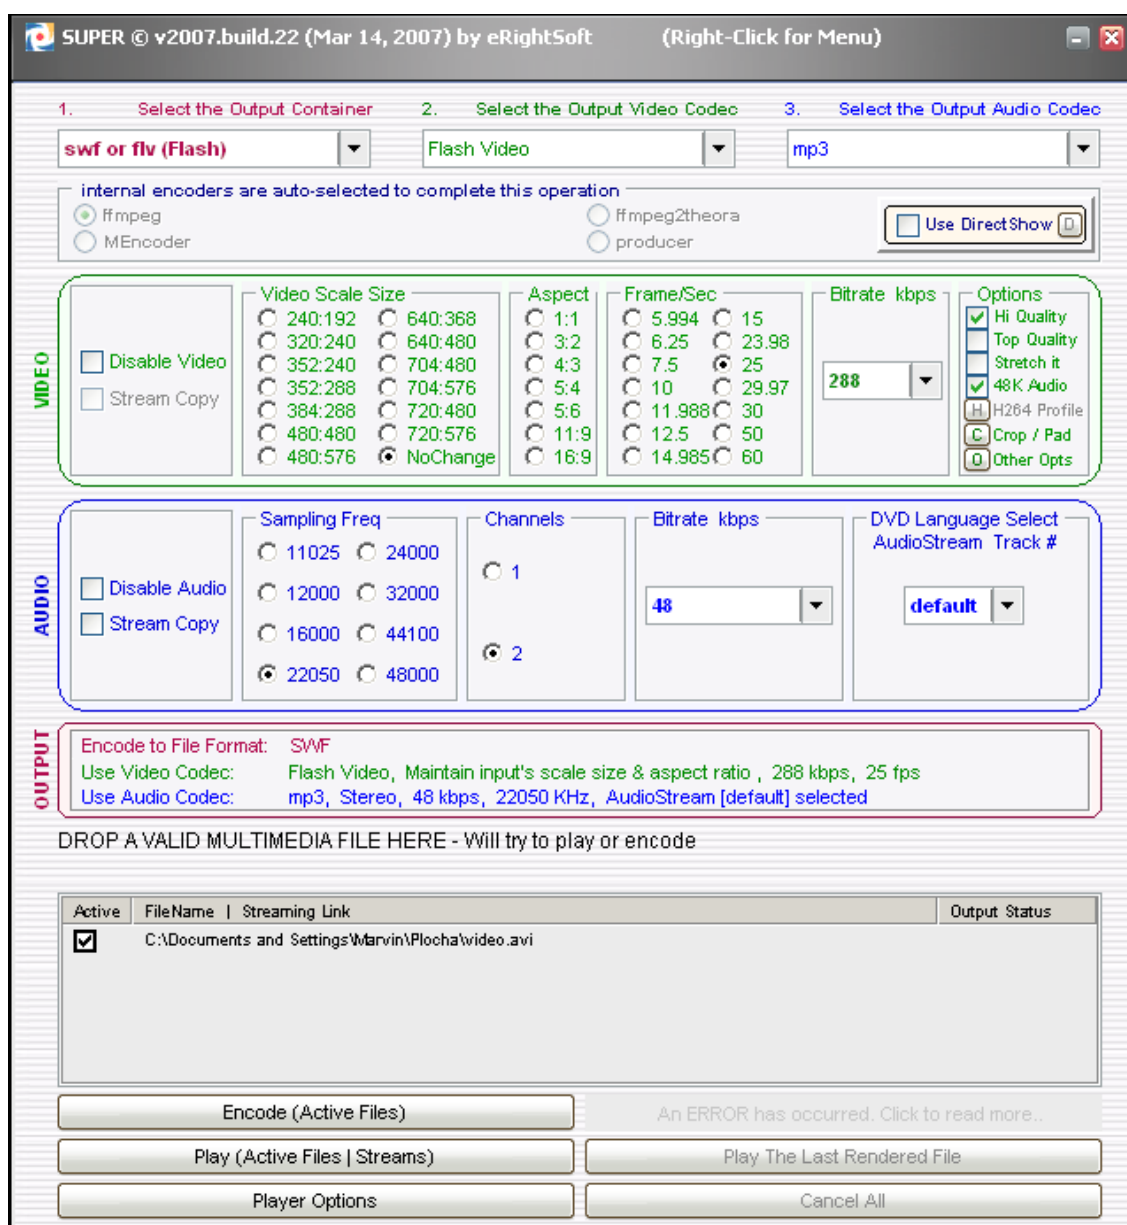 SUPER © v2007.build.22 (Mar 14, 2007) by eRightSoft (Right-Click for Menu)
1. Select the Output Container 2. Select the Output Video Codec 3. Select the Output Audio Codec
swf or flv (Flash) Flash Video mp3
internal encoders are auto-selected to complete this operation
ffmpeg ffmpeg2theora
MEncoder producer
Use DirectShow D
VIDEO
Disable Video
Stream Copy
Video Scale Size
240:192 640:368
320:240 640:480
352:240 704:480
352:288 704:576
384:288 720:480
480:480 720:576
480:576 NoChange
Aspect
1:1
3:2
4:3
5:4
5:6
11:9
16:9
Frame/Sec
5.994 15
6.25 23.98
7.5 25
10 29.97
11.988 30
12.5 50
14.985 60
Bitrate kbps
288
Options
Hi Quality
Top Quality
Stretch it
48K Audio
H H264 Profile
C Crop / Pad
O Other Opts
AUDIO
Disable Audio
Stream Copy
Sampling Freq
11025 24000
12000 32000
16000 44100
22050 48000
Channels
1
2
Bitrate kbps
48
DVD Language Select
AudioStream Track #
default
OUTPUT
Encode to File Format: SWF
Use Video Codec: Flash Video, Maintain input's scale size & aspect ratio , 288 kbps, 25 fps
Use Audio Codec: mp3, Stereo, 48 kbps, 22050 KHz, AudioStream [default] selected
DROP A VALID MULTIMEDIA FILE HERE - Will try to play or encode
Active FileName | Streaming Link Output Status
C:\Documents and Settings\Marvin\Plocha\video.avi
Encode (Active Files) An ERROR has occurred. Click to read more..
Play (Active Files | Streams) Play The Last Rendered File
Player Options Cancel All